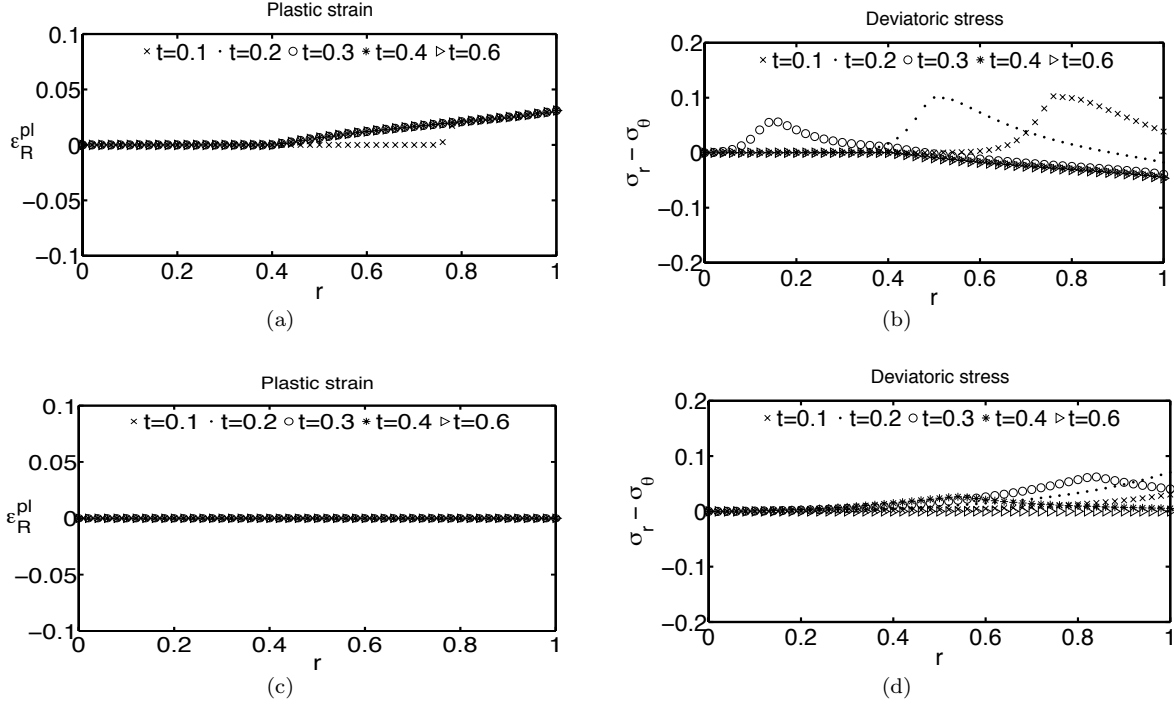 Plastic strain
0.1
× t=0.1 · t=0.2 ○ t=0.3 ∗ t=0.4 ▷ t=0.6
0.05
0
−0.05
−0.1
ε_R^pl
0 0.2 0.4 0.6 0.8 1
r
(a)
Deviatoric stress
0.2
× t=0.1 · t=0.2 ○ t=0.3 ∗ t=0.4 ▷ t=0.6
0.1
0
−0.1
−0.2
σ_r − σ_θ
0 0.2 0.4 0.6 0.8 1
r
(b)
Plastic strain
0.1
× t=0.1 · t=0.2 ○ t=0.3 ∗ t=0.4 ▷ t=0.6
0.05
0
−0.05
−0.1
ε_R^pl
0 0.2 0.4 0.6 0.8 1
r
(c)
Deviatoric stress
0.2
× t=0.1 · t=0.2 ○ t=0.3 ∗ t=0.4 ▷ t=0.6
0.1
0
−0.1
−0.2
σ_r − σ_θ
0 0.2 0.4 0.6 0.8 1
r
(d)